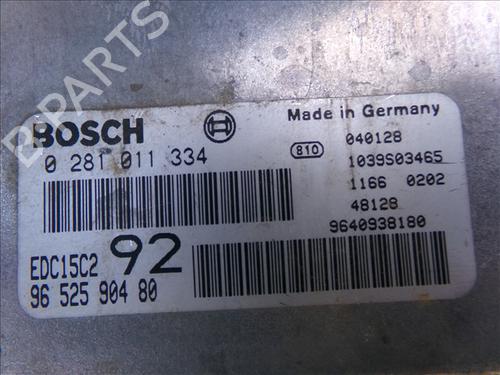 B-PARTS
BOSCH
Made in Germany
0 281 011 334
810
040128
1039S03465
1166 0202
48128
9640938180
EDC15C2 92
96 525 904 80